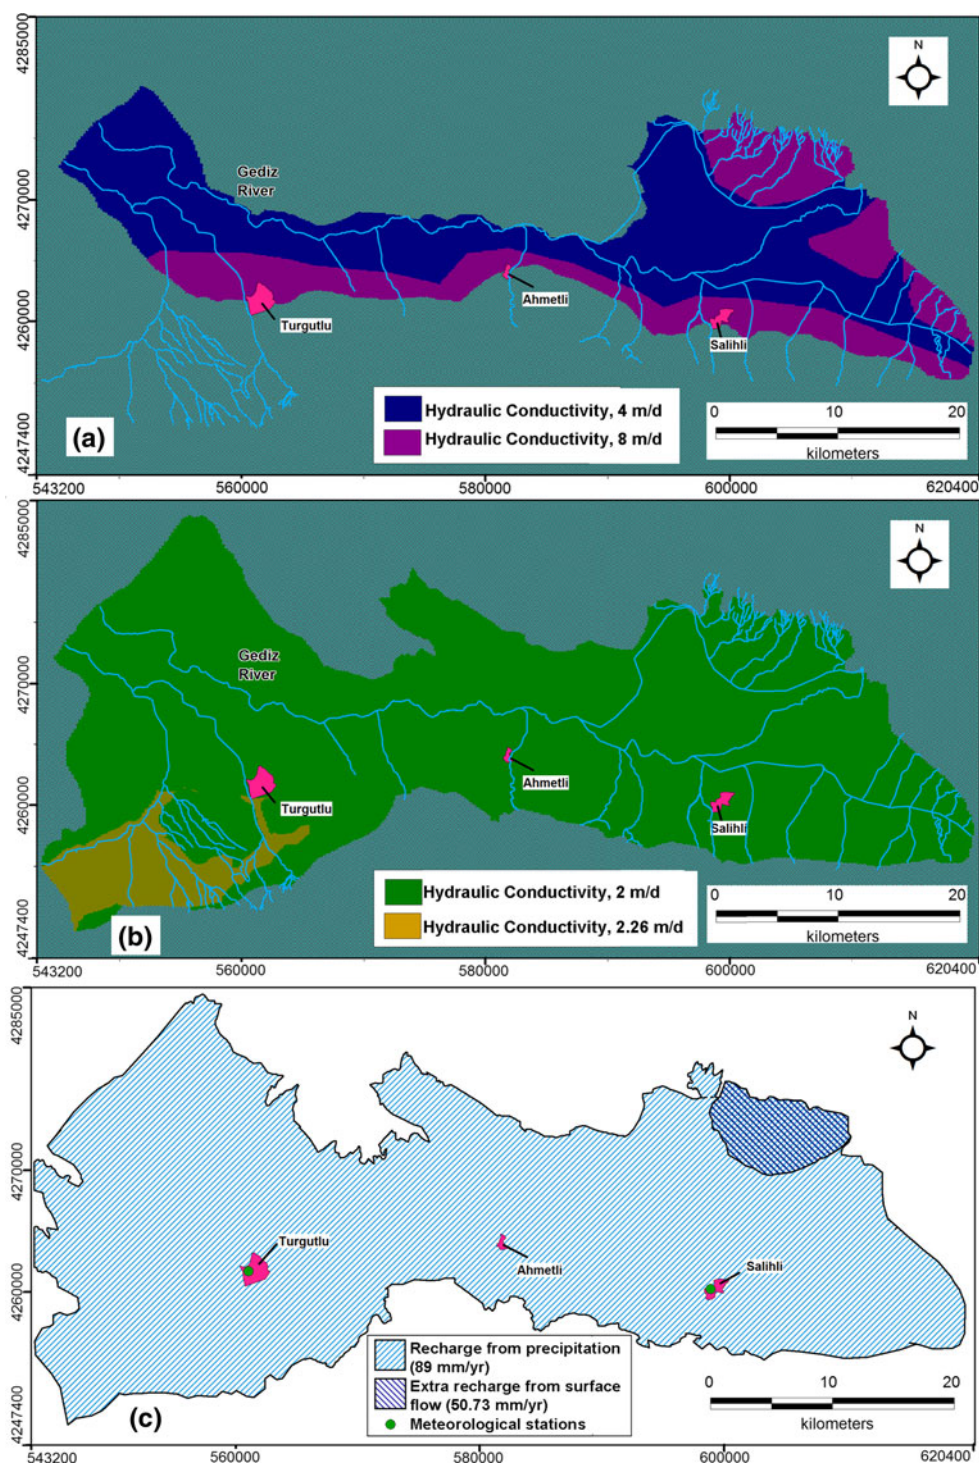 4285000
4270000
4260000
4247400
N
Gediz
River
Turgutlu
Ahmetli
Salihli
(a)
Hydraulic Conductivity, 4 m/d
Hydraulic Conductivity, 8 m/d
0 10 20
kilometers
543200 560000 580000 600000 620400
4285000
4270000
4260000
4247400
N
Gediz
River
Turgutlu
Ahmetli
Salihli
(b)
Hydraulic Conductivity, 2 m/d
Hydraulic Conductivity, 2.26 m/d
0 10 20
kilometers
543200 560000 580000 600000 620400
4285000
4270000
4260000
4247400
N
Turgutlu
Ahmetli
Salihli
(c)
Recharge from precipitation
(89 mm/yr)
Extra recharge from surface
flow (50.73 mm/yr)
Meteorological stations
0 10 20
kilometers
543200 560000 580000 600000 620400